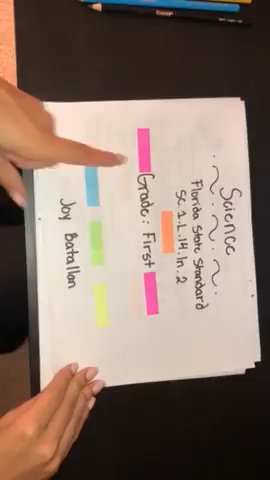 Science
Florida State Standard
SC.1.L.14.In.2
Grade: First
Joy Batallan